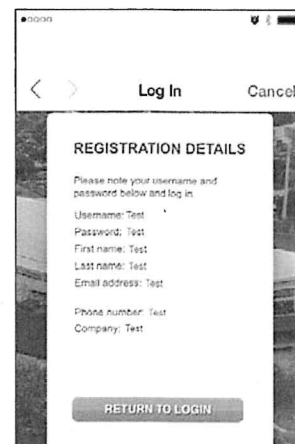 Log In
Cancel
REGISTRATION DETAILS
Please note your username and
password below and log in.
Username: Test
Password: Test
First name: Test
Last name: Test
Email address: Test
Phone number: Test
Company: Test
RETURN TO LOGIN